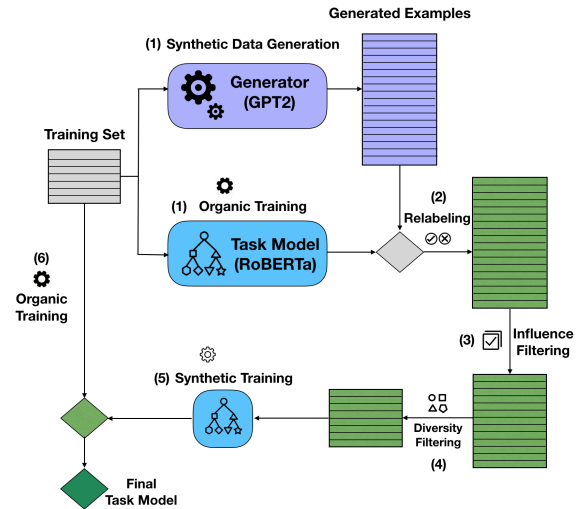 Generated Examples
(1) Synthetic Data Generation
Generator
(GPT2)
Training Set
(2)
Relabeling
(1) Organic Training
Task Model
(RoBERTa)
(6)
Organic
Training
(3)
Influence
Filtering
(5) Synthetic Training
Diversity
Filtering
(4)
Final
Task Model